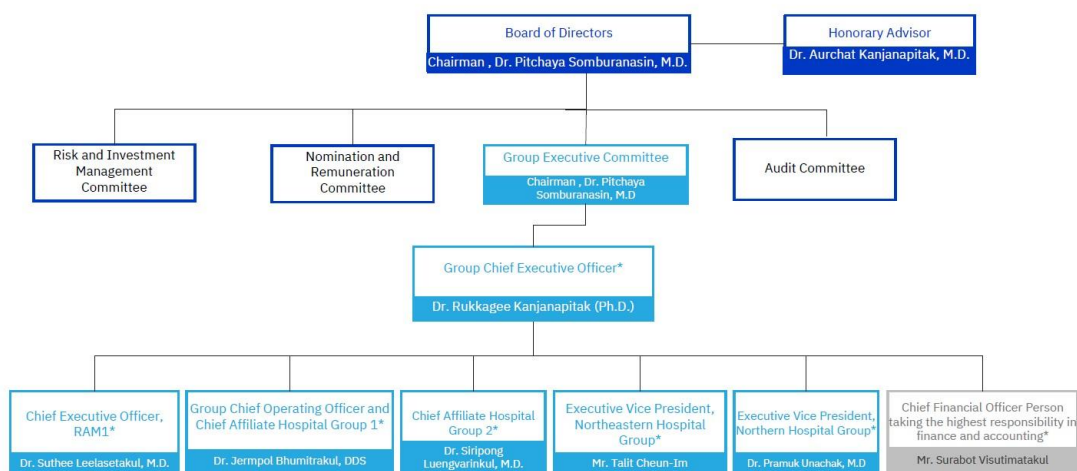 Board of Directors
Chairman , Dr. Pitchaya Somburanasin, M.D.
Honorary Advisor
Dr. Aurchat Kanjanapitak, M.D.
Risk and Investment
Management
Committee
Nomination and
Remuneration
Committee
Group Executive Committee
Chairman , Dr. Pitchaya
Somburanasin, M.D
Audit Committee
Group Chief Executive Officer*
Dr. Rukkagee Kanjanapitak (Ph.D.)
Chief Executive Officer,
RAM1*
Dr. Suthee Leelasetakul, M.D.
Group Chief Operating Officer and
Chief Affiliate Hospital Group 1*
Dr. Jermpol Bhumitrakul, DDS
Chief Affiliate Hospital
Group 2*
Dr. Siripong
Luengvarinkul, M.D.
Executive Vice President,
Northeastern Hospital
Group*
Mr. Talit Cheun-Im
Executive Vice President,
Northern Hospital Group*
Dr. Pramuk Unachak, M.D
Chief Financial Officer Person
taking the highest responsibility in
finance and accounting*
Mr. Surabot Visutimatakul